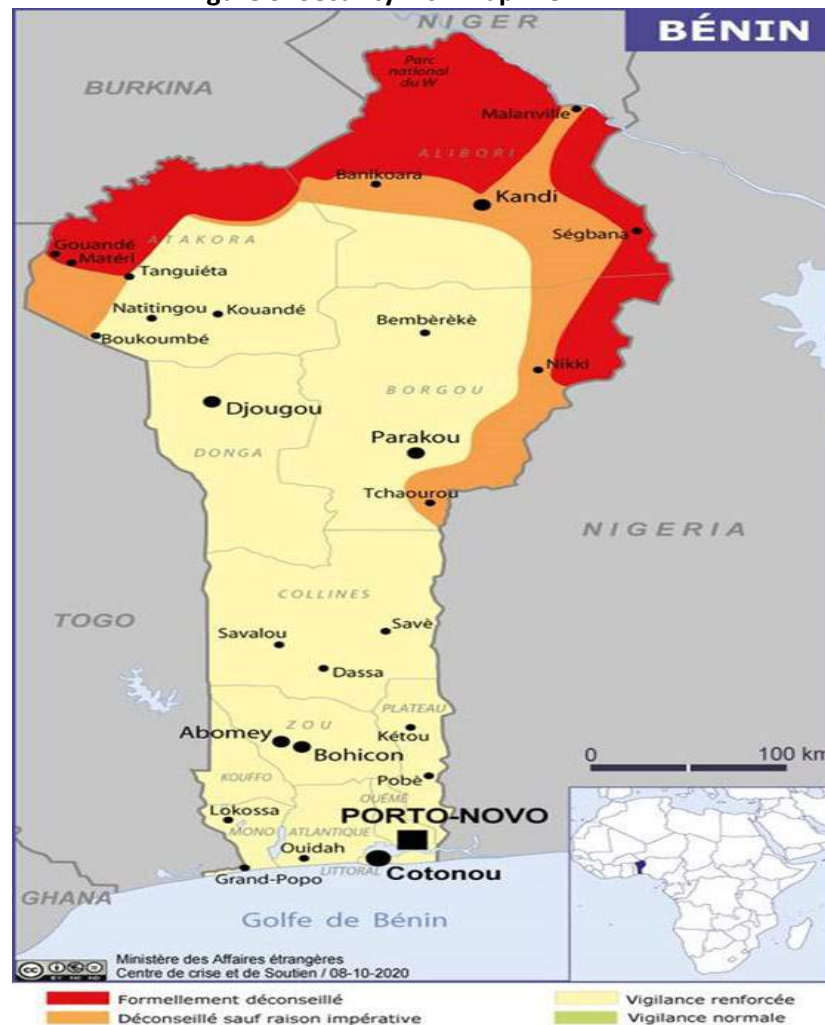 BÉNIN
NIGER
BURKINA
Parc
national
du W
Malanville
ALIBORI
Banikoara
Kandi
Ségbana
Gouandé
Matéri
ATAKORA
Tanguiéta
Natitingou
Kouandé
Boukoumbé
Bembèrèkè
Nikki
BORGOU
Djougou
DONGA
Parakou
Tchaourou
NIGERIA
COLLINES
TOGO
Savalou
Savè
Dassa
PLATEAU
ZOU
Abomey
Kétou
Bohicon
KOUFFO
Pobè
OUÉMÉ
Lokossa
PORTO-NOVO
MONO
ATLANTIQUE
Ouidah
LITTORAL
Cotonou
Grand-Popo
GHANA
Golfe de Bénin
0 100 km
cc BY NC ND
Ministère des Affaires étrangères
Centre de crise et de Soutien / 08-10-2020
Formellement déconseillé
Vigilance renforcée
Déconseillé sauf raison impérative
Vigilance normale